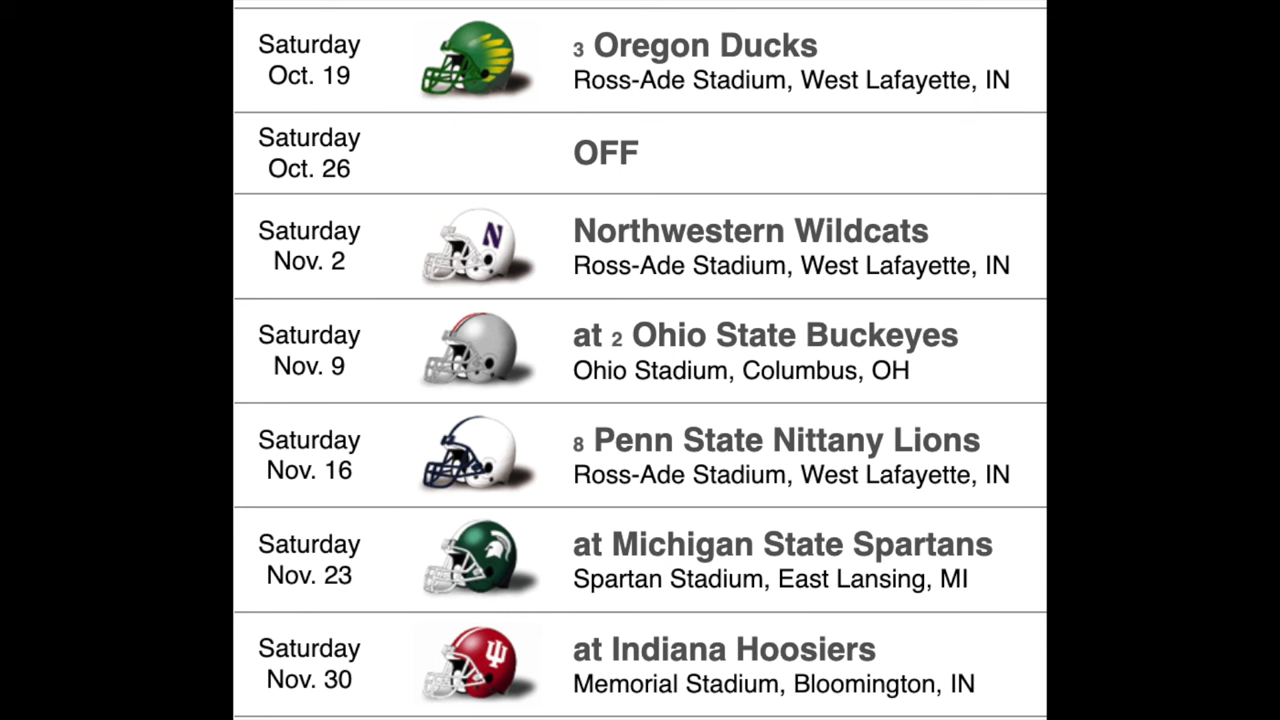 Saturday
Oct. 19
3 Oregon Ducks
Ross-Ade Stadium, West Lafayette, IN
Saturday
Oct. 26
OFF
Saturday
Nov. 2
N
Northwestern Wildcats
Ross-Ade Stadium, West Lafayette, IN
Saturday
Nov. 9
at 2 Ohio State Buckeyes
Ohio Stadium, Columbus, OH
Saturday
Nov. 16
8 Penn State Nittany Lions
Ross-Ade Stadium, West Lafayette, IN
Saturday
Nov. 23
at Michigan State Spartans
Spartan Stadium, East Lansing, MI
Saturday
Nov. 30
IU
at Indiana Hoosiers
Memorial Stadium, Bloomington, IN